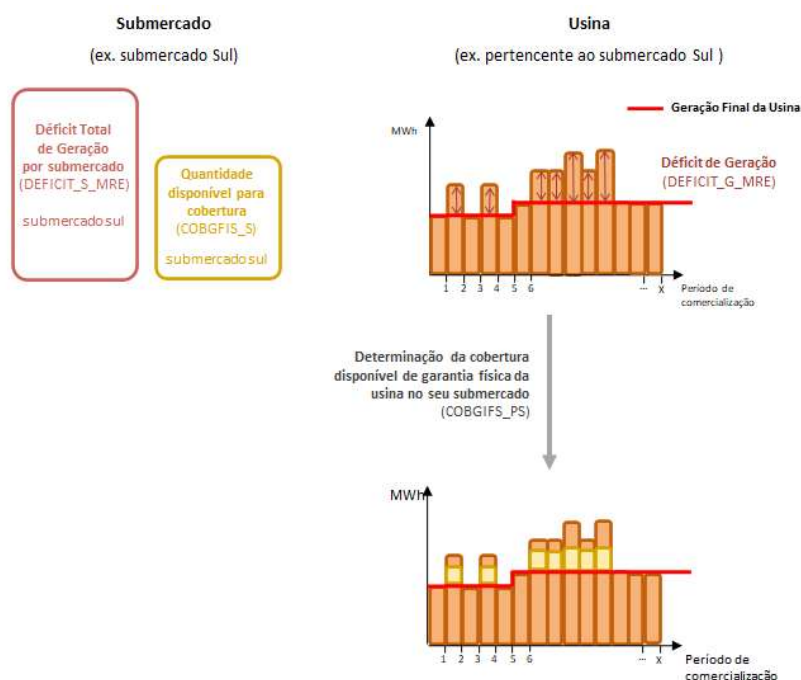 Submercado
(ex. submercado Sul)
Déficit Total
de Geração
por submercado
(DEFICIT_S_MRE)
submercado sul
Quantidade
disponível para
cobertura
(COBGFIS_S)
submercado sul
Usina
(ex. pertencente ao submercado Sul )
Geração Final da Usina
MWh
Déficit de Geração
(DEFICIT_G_MRE)
1 2 3 4 5 6 ... X
Período de
comercialização
Determinação da cobertura
disponível de garantia física da
usina no seu submercado
(COBGIFS_PS)
MWh
1 2 3 4 5 6 ... X
Período de
comercialização